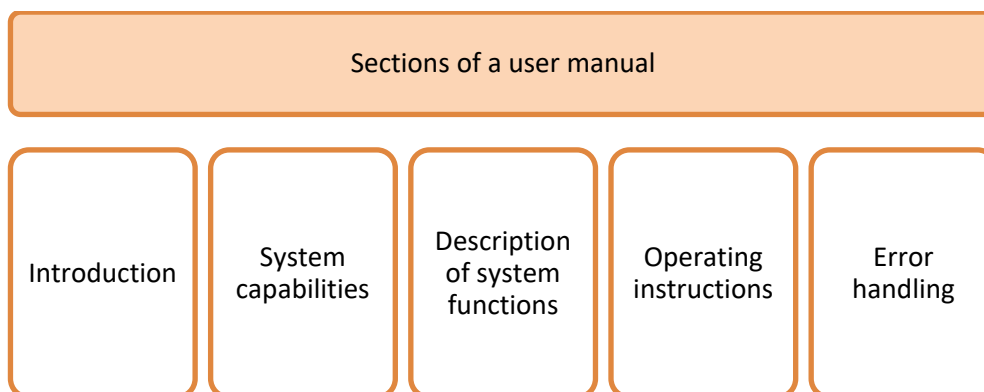 Sections of a user manual
Introduction
System
capabilities
Description
of system
functions
Operating
instructions
Error
handling